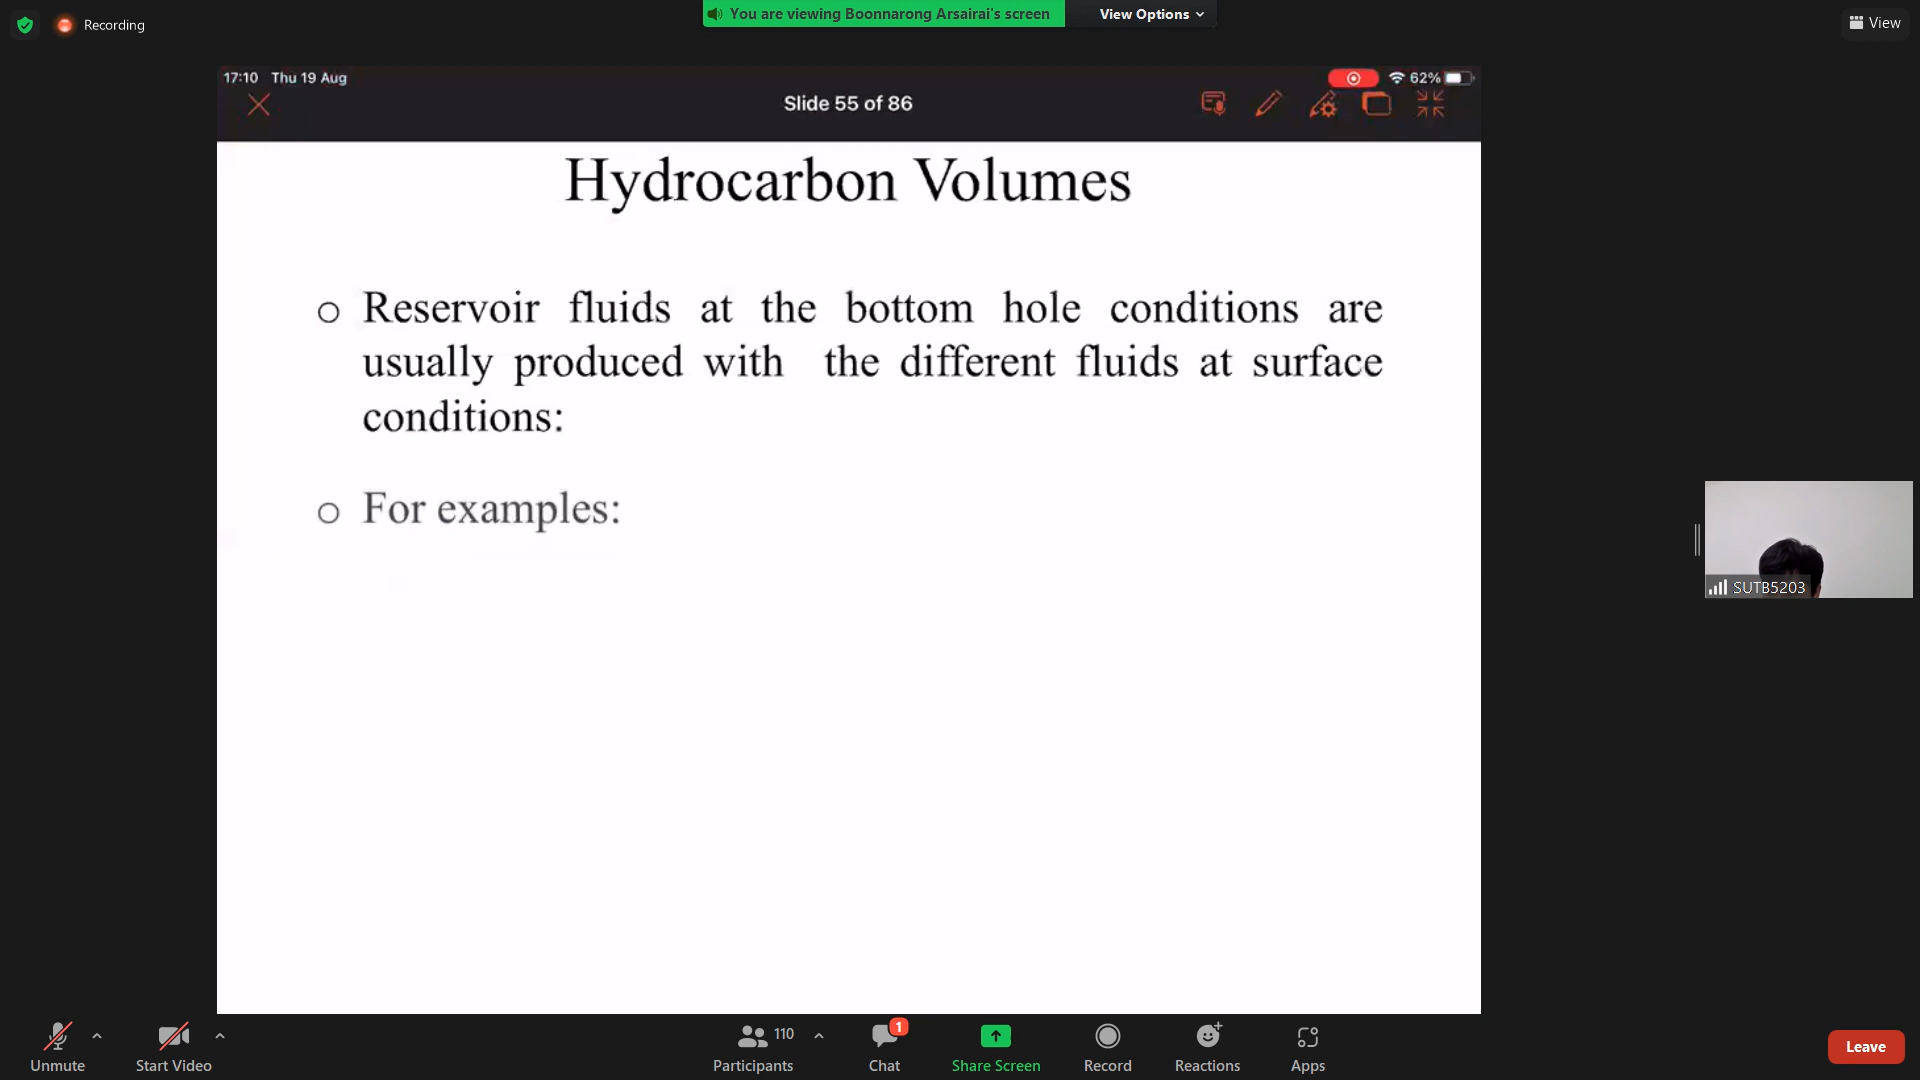 Recording
You are viewing Boonnarong Arsairai's screen
View Options
View
17:10 Thu 19 Aug
62%
Slide 55 of 86
Hydrocarbon Volumes
o Reservoir fluids at the bottom hole conditions are
usually produced with the different fluids at surface
conditions:
o For examples:
SUTB5203
Unmute
Start Video
110
Participants
1
Chat
Share Screen
Record
Reactions
Apps
Leave